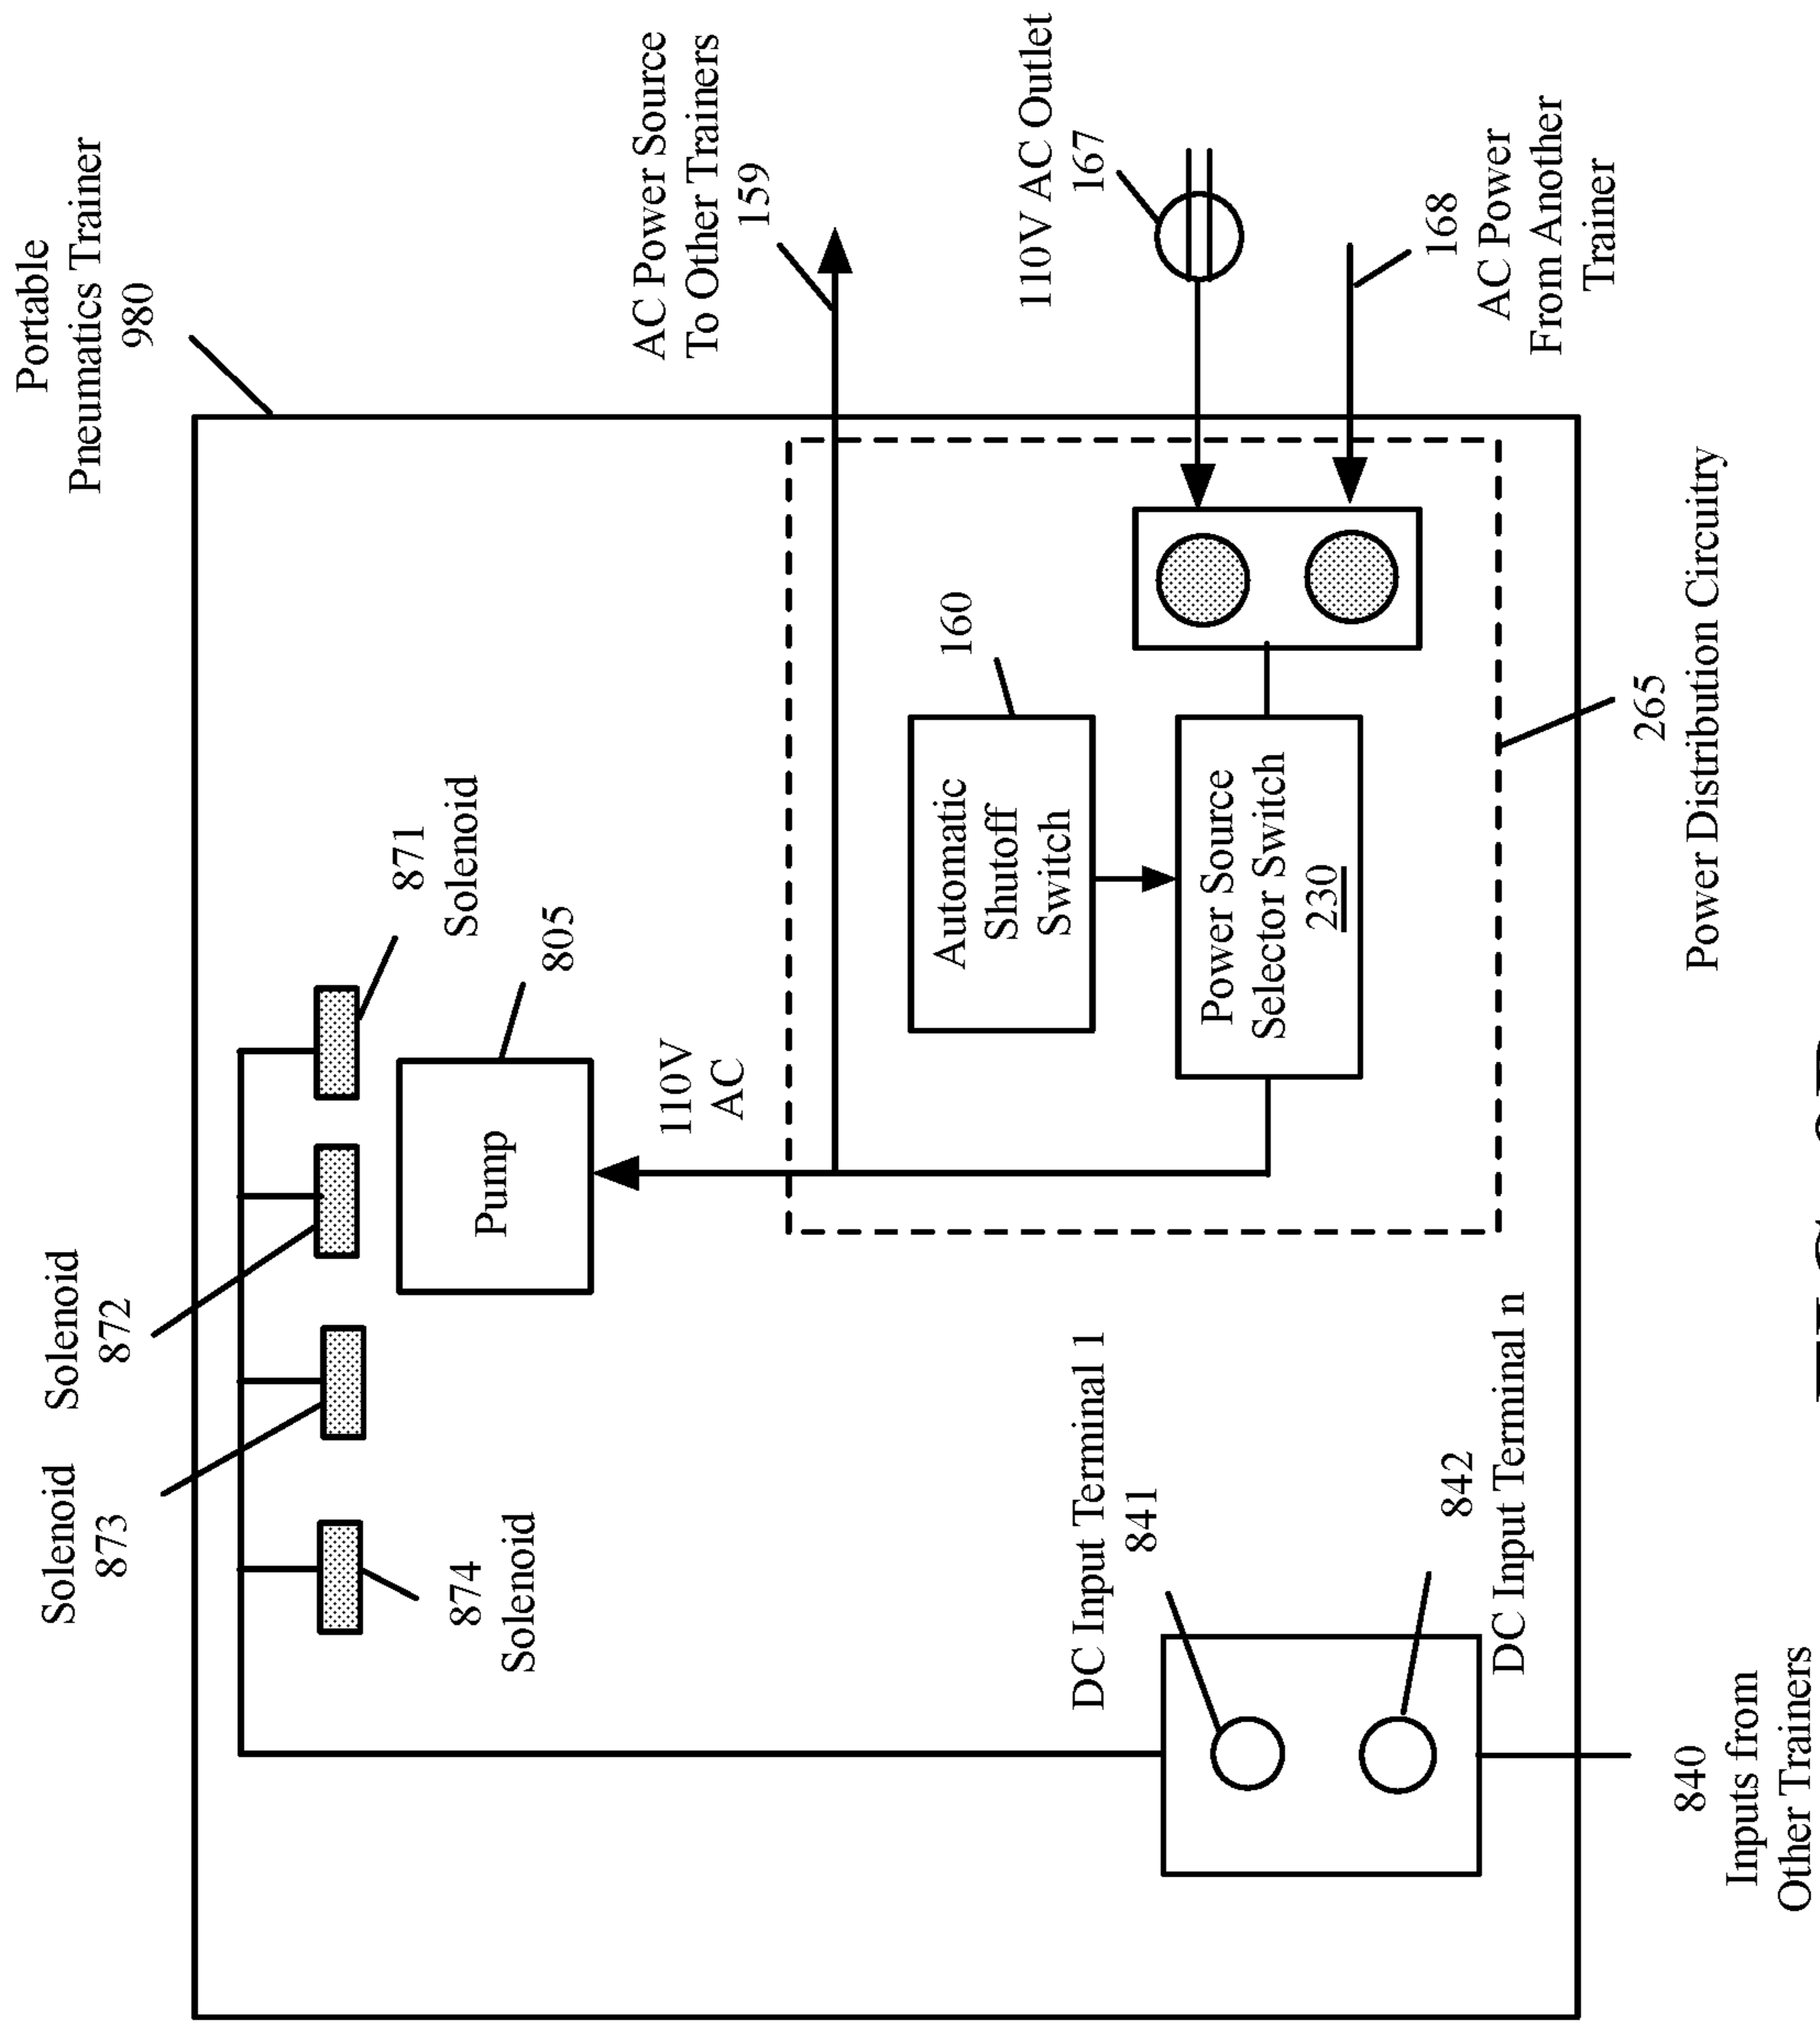 Portable
Pneumatics Trainer
980
Solenoid
873
Solenoid
872
871
Solenoid
874
Solenoid
805
Pump
110V
AC
AC Power Source
To Other Trainers
159
110V AC Outlet
167
168
AC Power
From Another
Trainer
160
Automatic
Shutoff
Switch
Power Source
Selector Switch
230
265
Power Distribution Circuitry
DC Input Terminal 1
841
842
DC Input Terminal n
840
Inputs from
Other Trainers